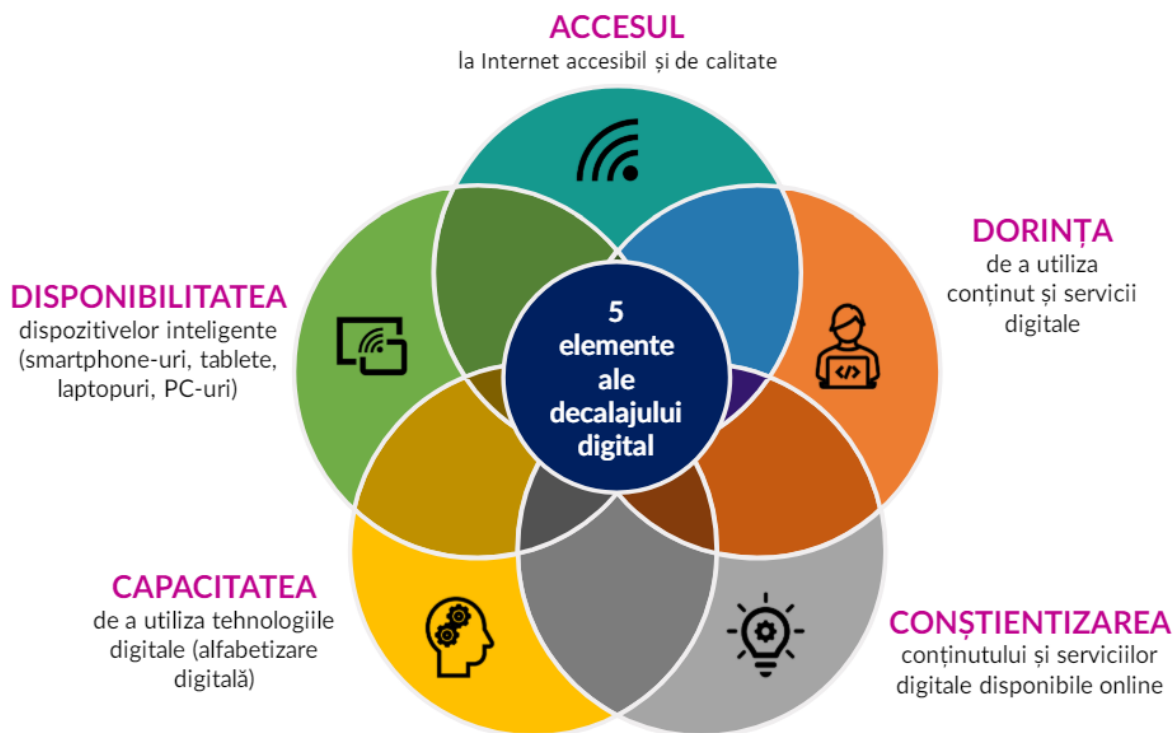 ACCESUL
la Internet accesibil și de calitate
DORINȚA
de a utiliza
conținut și servicii
digitale
DISPONIBILITATEA
dispozitivelor inteligente
(smartphone-uri, tablete,
laptopuri, PC-uri)
5
elemente
ale
decalajului
digital
CAPACITATEA
de a utiliza tehnologiile
digitale (alfabetizare
digitală)
CONȘTIENTIZAREA
conținutului și serviciilor
digitale disponibile online